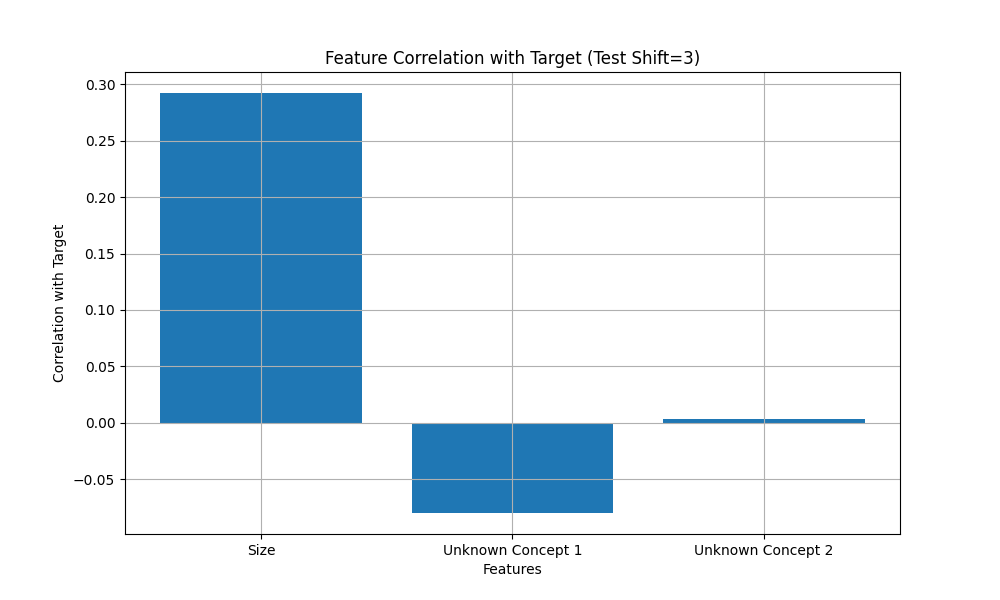 Feature Correlation with Target (Test Shift=3)
Correlation with Target
0.30
0.25
0.20
0.15
0.10
0.05
0.00
−0.05
Size
Unknown Concept 1
Unknown Concept 2
Features